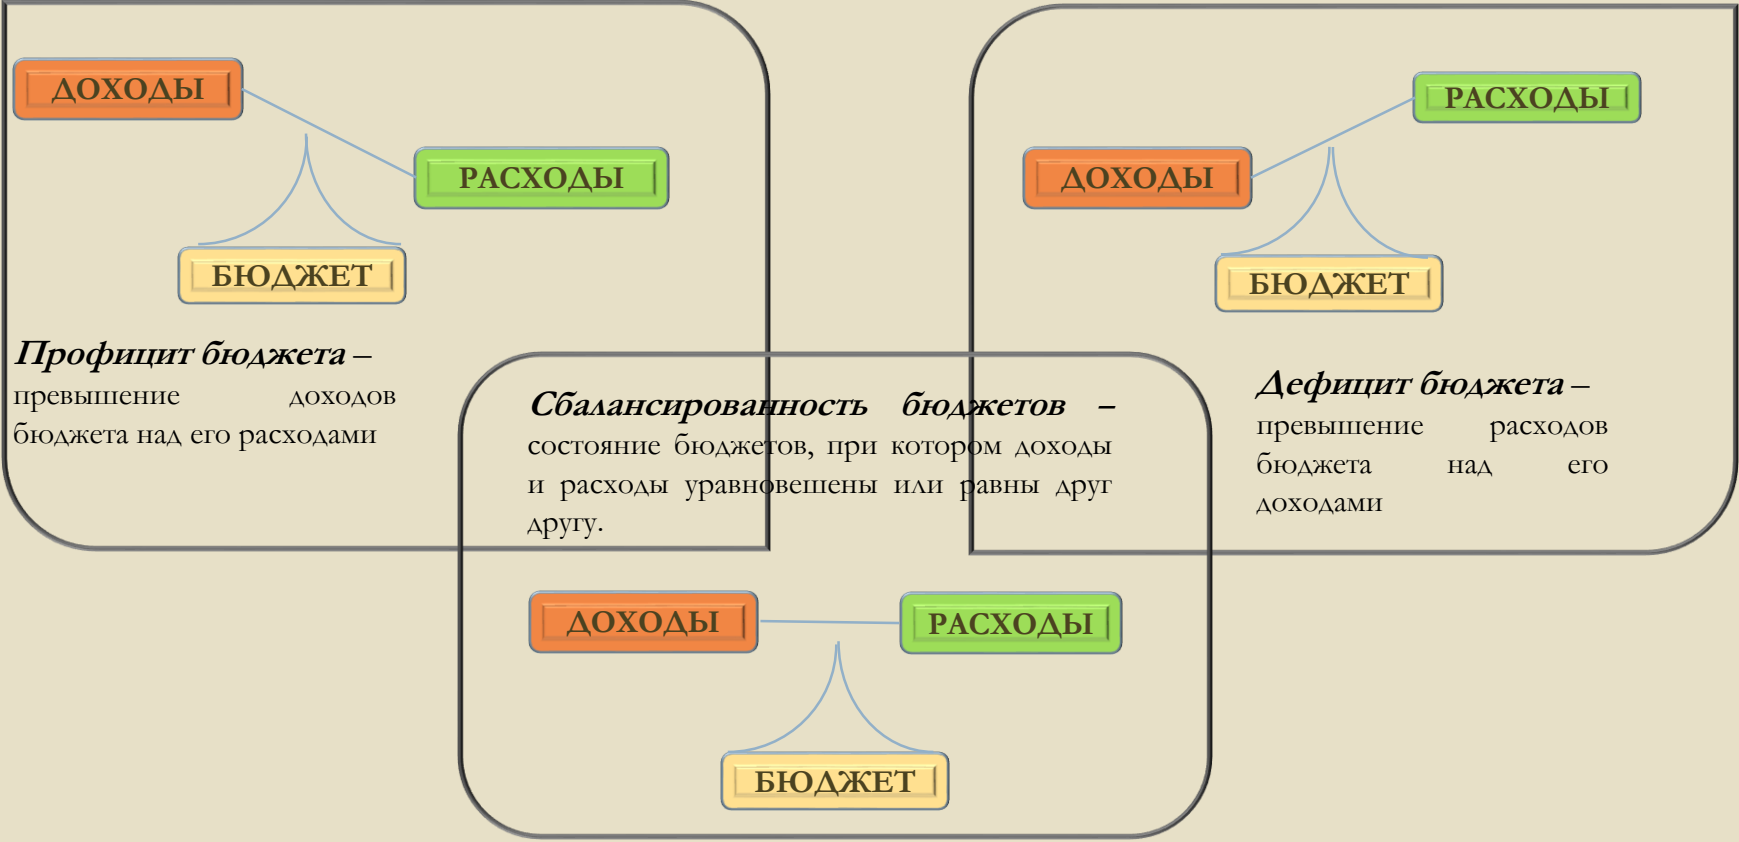 ДОХОДЫ
РАСХОДЫ
БЮДЖЕТ
Профицит бюджета –
превышение доходов
бюджета над его расходами
РАСХОДЫ
ДОХОДЫ
БЮДЖЕТ
Дефицит бюджета –
превышение расходов
бюджета над его
доходами
Сбалансированность бюджетов –
состояние бюджетов, при котором доходы
и расходы уравновешены или равны друг
другу.
ДОХОДЫ
РАСХОДЫ
БЮДЖЕТ